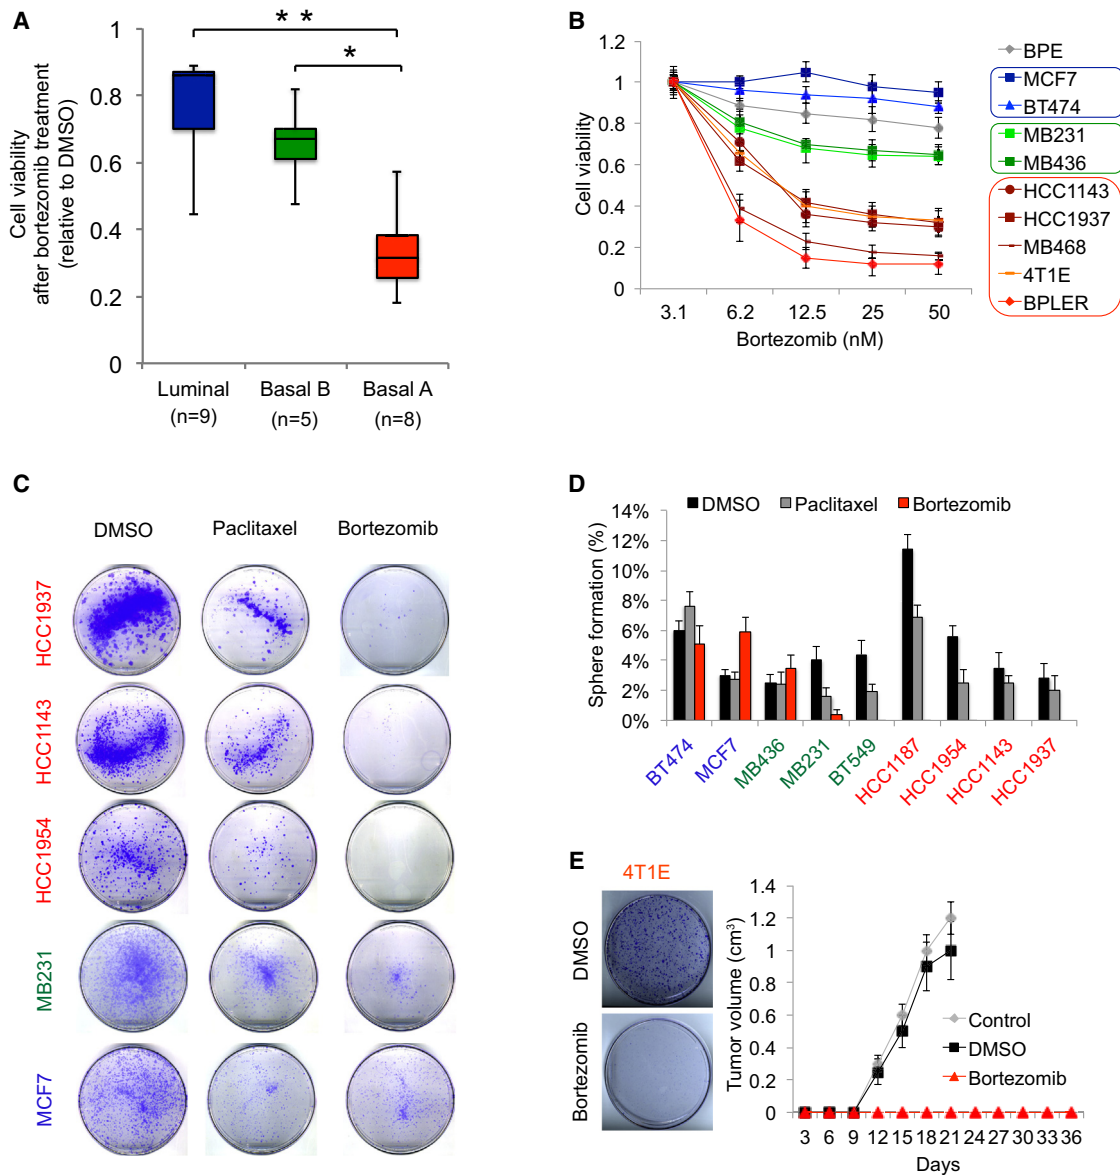 A
Cell viability
after bortezomib treatment
(relative to DMSO)
1
0.8
0.6
0.4
0.2
0
* *
*
Luminal
(n=9)
Basal B
(n=5)
Basal A
(n=8)
B
Cell viability
1.2
1
0.8
0.6
0.4
0.2
0
3.1 6.2 12.5 25 50
Bortezomib (nM)
BPE
MCF7
BT474
MB231
MB436
HCC1143
HCC1937
MB468
4T1E
BPLER
C
DMSO Paclitaxel Bortezomib
HCC1937
HCC1143
HCC1954
MB231
MCF7
D
DMSO Paclitaxel Bortezomib
Sphere formation (%)
14%
12%
10%
8%
6%
4%
2%
0%
BT474
MCF7
MB436
MB231
BT549
HCC1187
HCC1954
HCC1143
HCC1937
E
4T1E
DMSO
Bortezomib
Tumor volume (cm³)
1.4
1.2
1.0
0.8
0.6
0.4
0.2
0
3 6 9 12 15 18 21 24 27 30 33 36
Days
Control
DMSO
Bortezomib